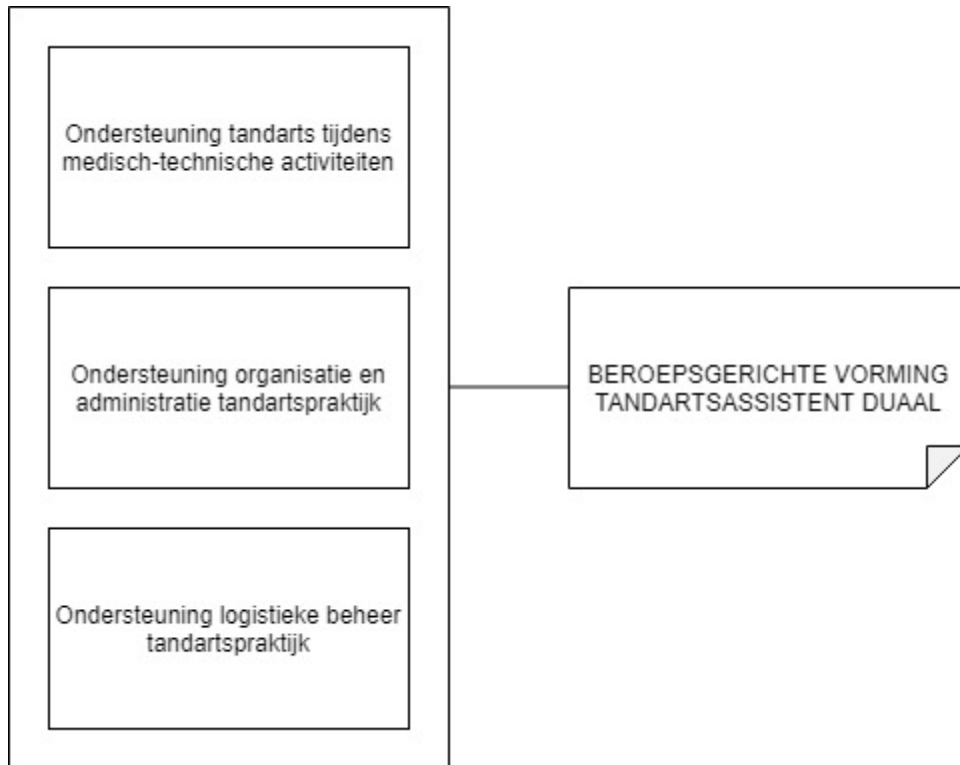 Ondersteuning tandarts tijdens
medisch-technische activiteiten
Ondersteuning organisatie en
administratie tandartspraktijk
Ondersteuning logistieke beheer
tandartspraktijk
BEROEPSGERICHTE VORMING
TANDARTSASSISTENT DUAAL